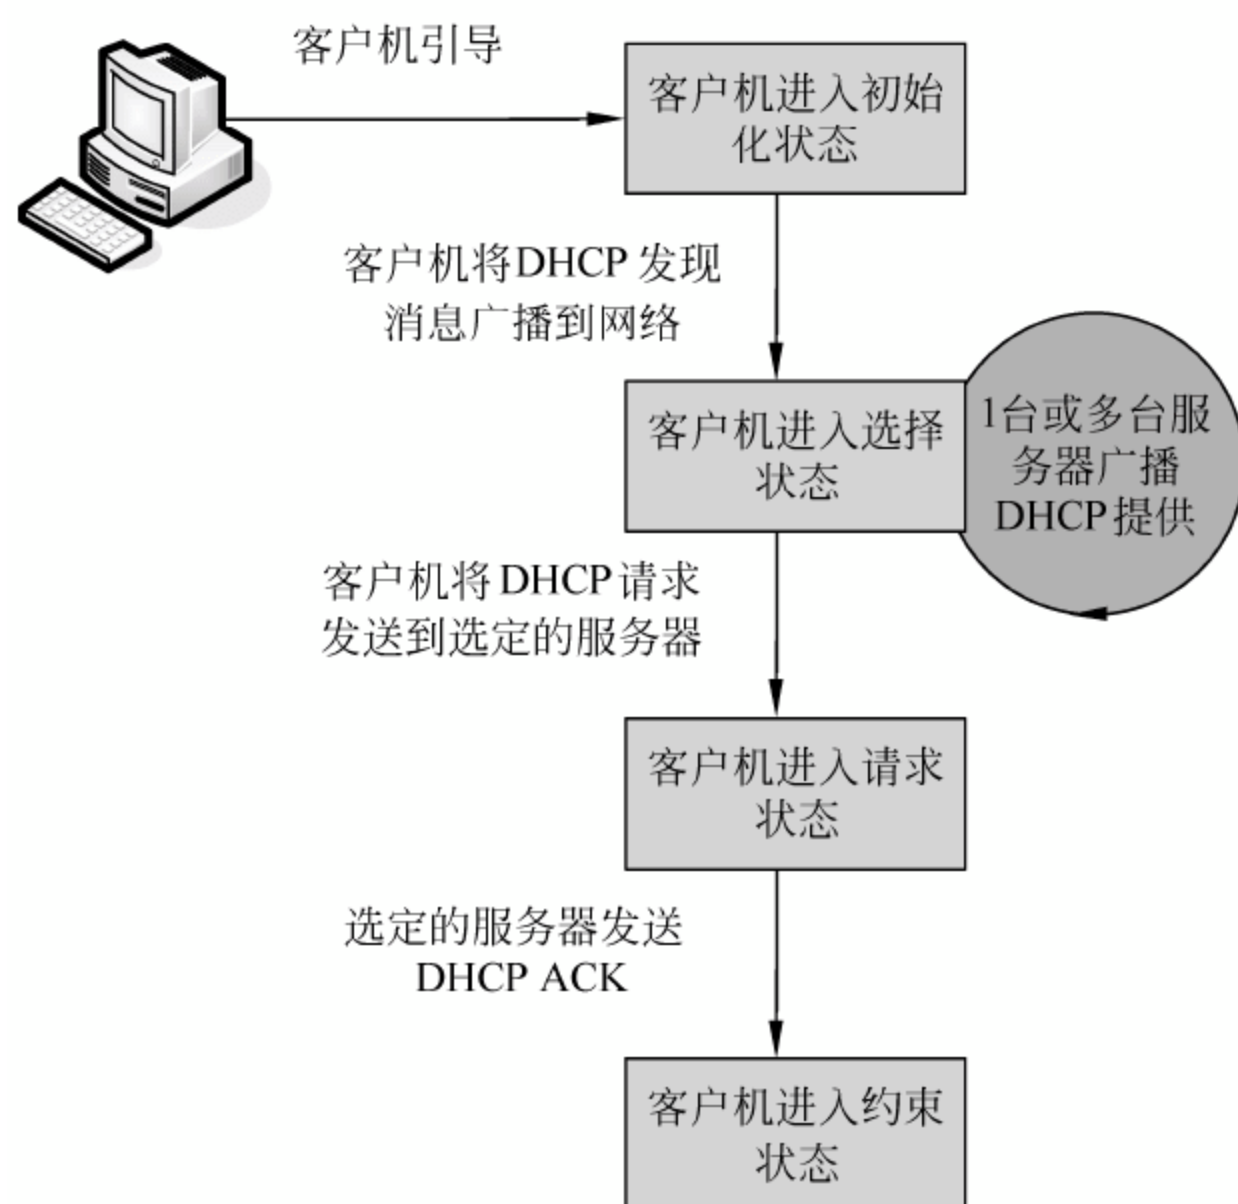 客户机引导
客户机进入初始
化状态
客户机将DHCP 发现
消息广播到网络
客户机进入选择
状态
1台或多台服
务器广播
DHCP提供
客户机将 DHCP 请求
发送到选定的服务器
客户机进入请求
状态
选定的服务器发送
DHCP ACK
客户机进入约束
状态